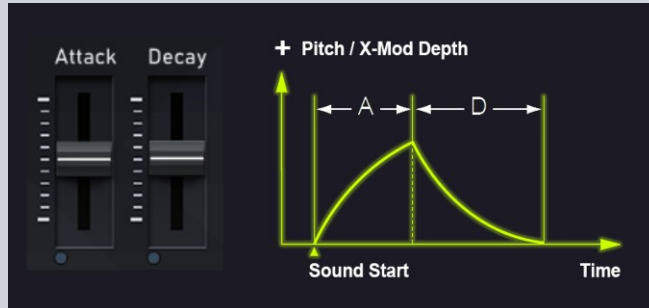 Attack Decay
+ Pitch / X-Mod Depth
A D
Sound Start Time